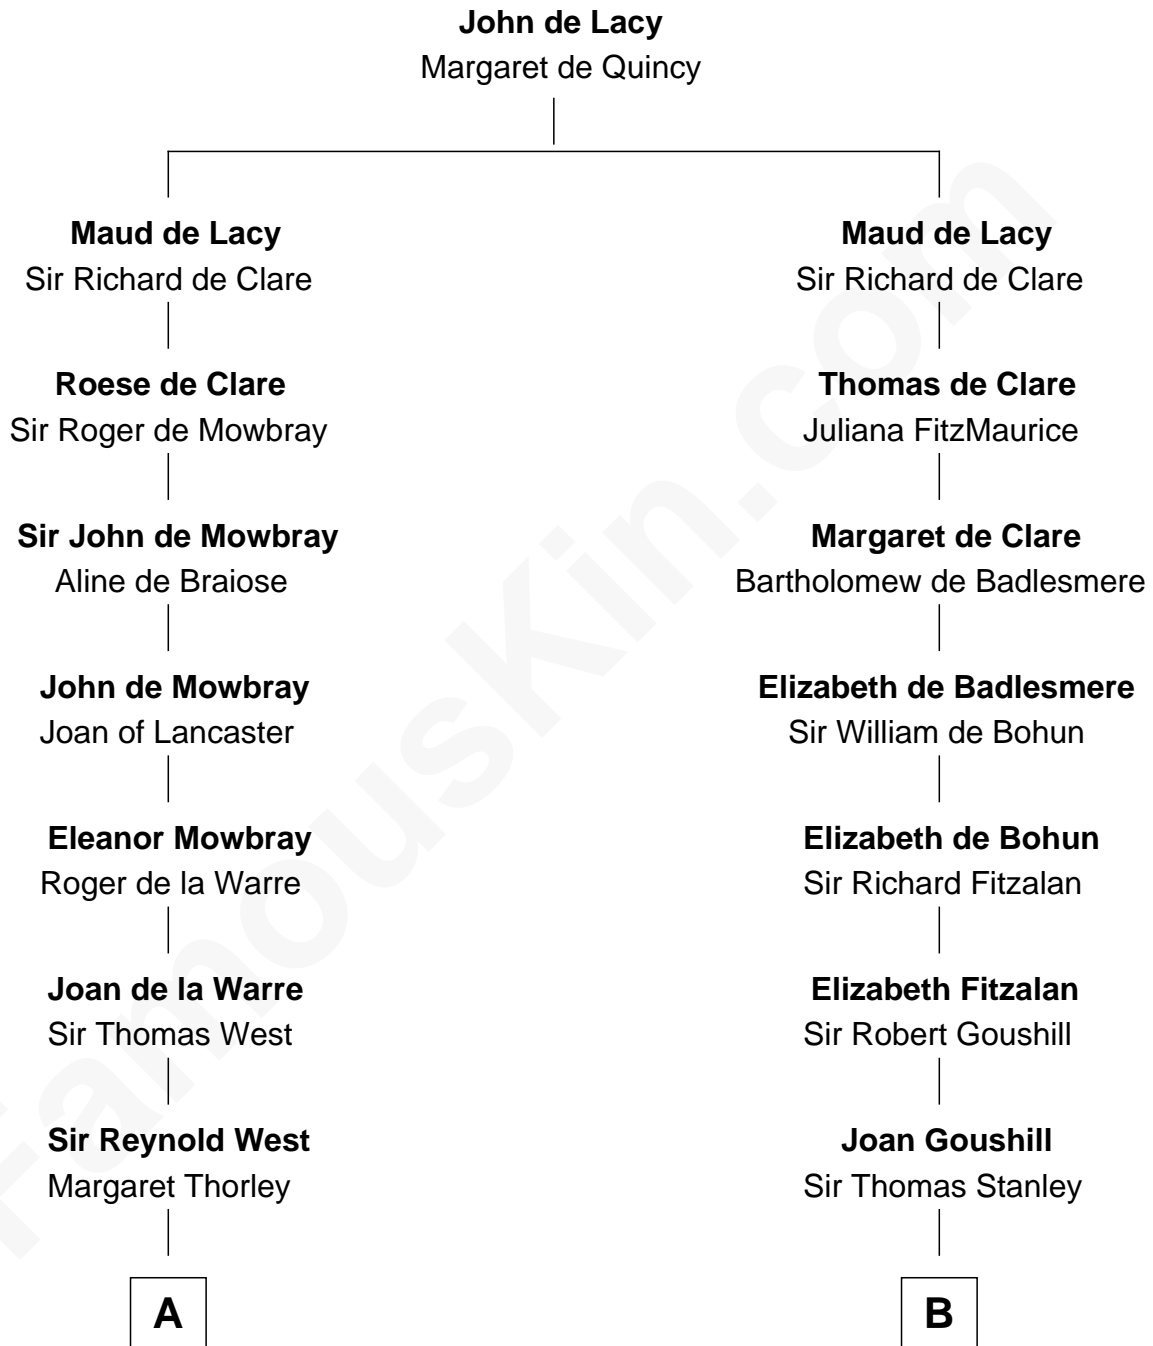 John de Lacy
Margaret de Quincy
Maud de Lacy
Sir Richard de Clare
Maud de Lacy
Sir Richard de Clare
Roese de Clare
Sir Roger de Mowbray
Thomas de Clare
Juliana FitzMaurice
Sir John de Mowbray
Aline de Braiose
Margaret de Clare
Bartholomew de Badlesmere
John de Mowbray
Joan of Lancaster
Elizabeth de Badlesmere
Sir William de Bohun
Eleanor Mowbray
Roger de la Warre
Elizabeth de Bohun
Sir Richard Fitzalan
Joan de la Warre
Sir Thomas West
Elizabeth Fitzalan
Sir Robert Goushill
Sir Reynold West
Margaret Thorley
Joan Goushill
Sir Thomas Stanley
A
B
FamousKin.com